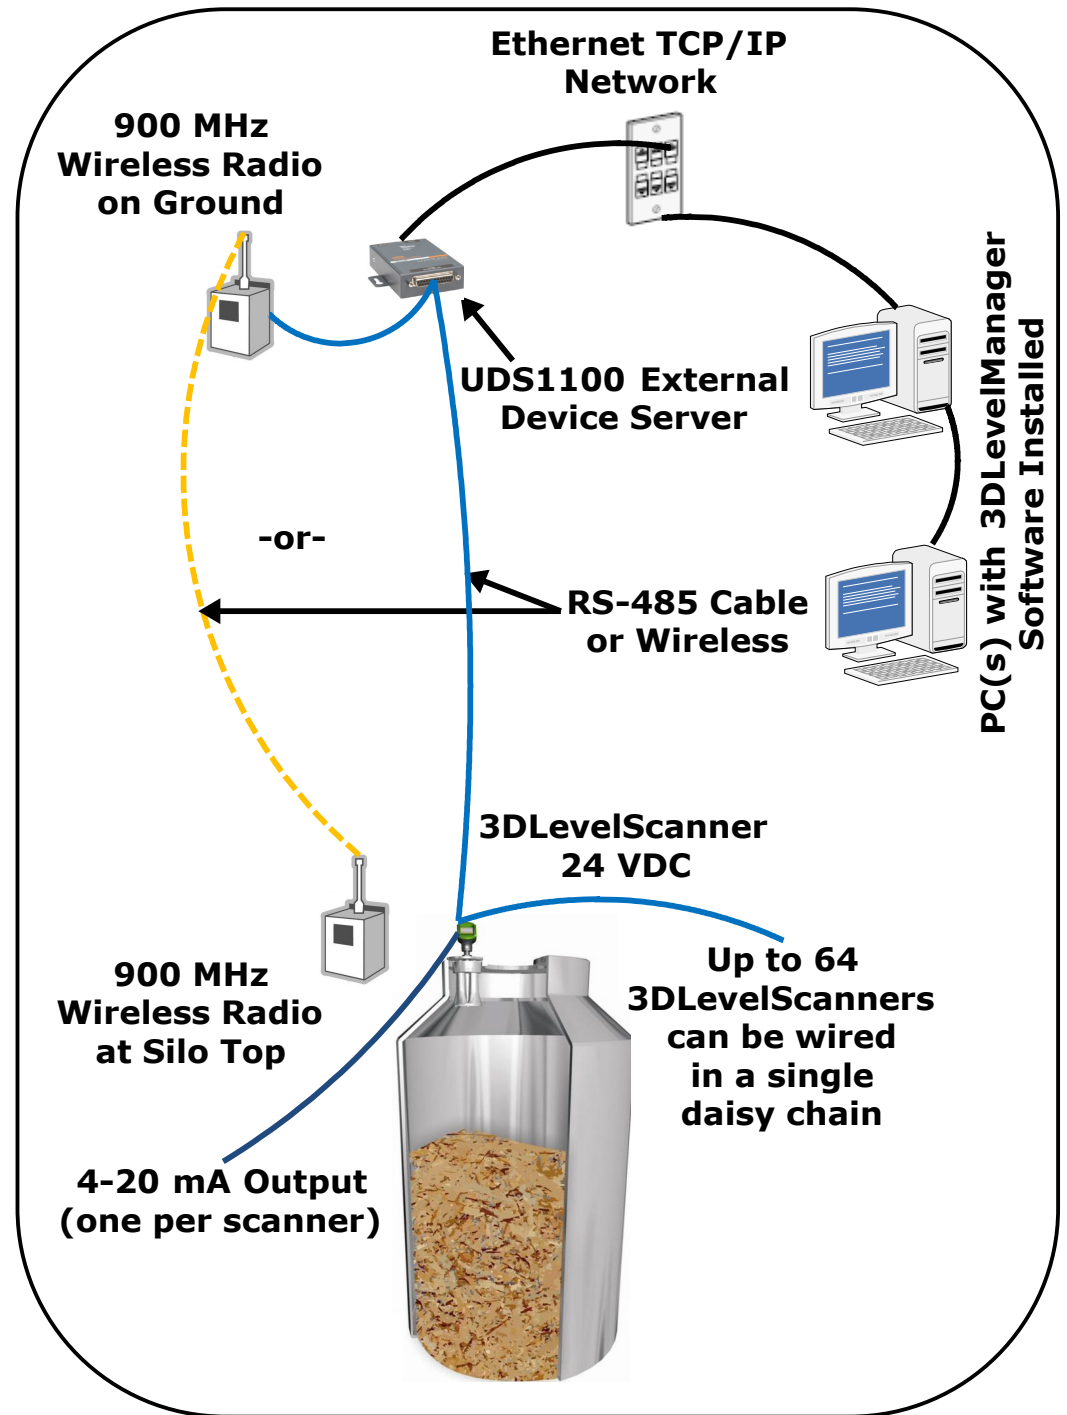 Ethernet TCP/IP
Network
900 MHz
Wireless Radio
on Ground
UDS1100 External
Device Server
PC(s) with 3DLevelManager
Software Installed
-or-
RS-485 Cable
or Wireless
3DLevelScanner
24 VDC
900 MHz
Wireless Radio
at Silo Top
Up to 64
3DLevelScanners
can be wired
in a single
daisy chain
4-20 mA Output
(one per scanner)